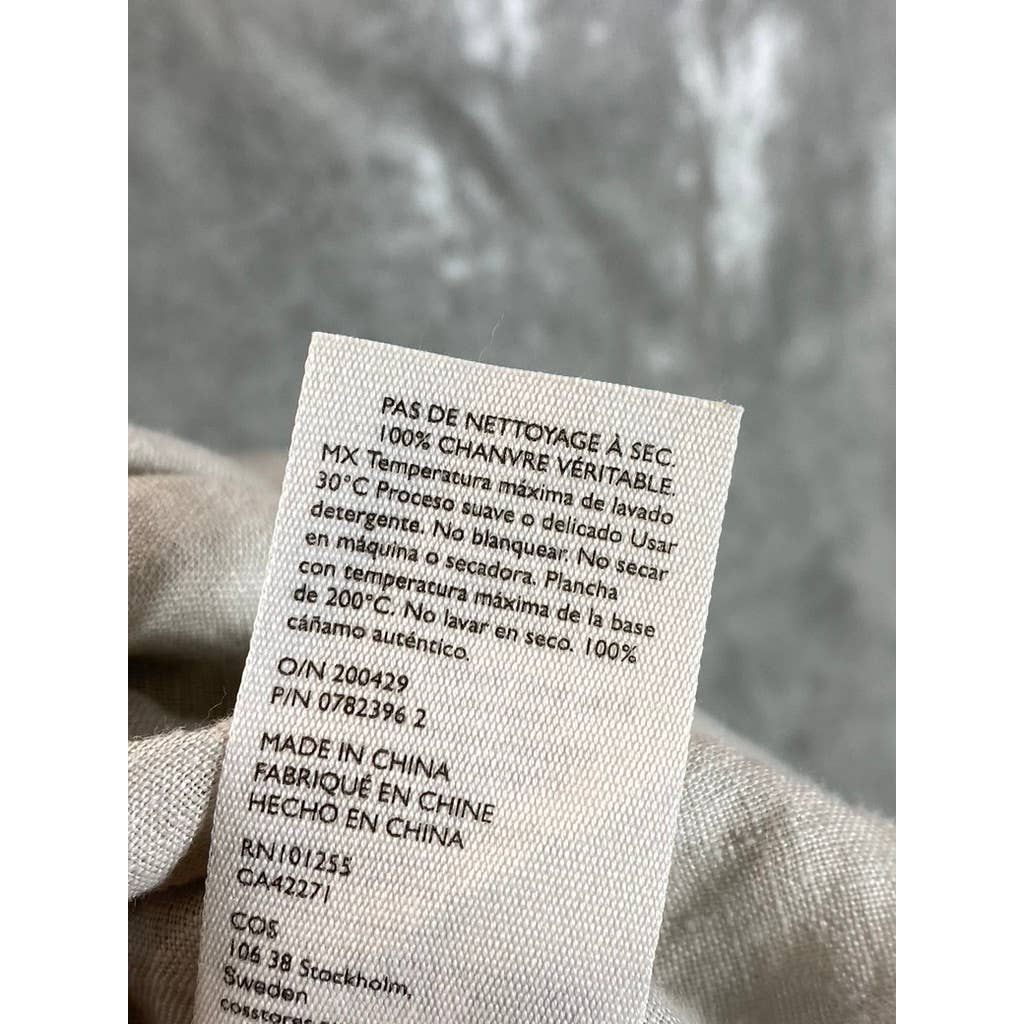 PAS DE NETTOYAGE À SEC.
100% CHANVRE VÉRITABLE.
MX Temperatura máxima de lavado
30°C Proceso suave o delicado Usar
detergente. No blanquear. No secar
en máquina o secadora. Plancha
con temperatura máxima de la base
de 200°C. No lavar en seco. 100%
cáñamo auténtico.
O/N 200429
P/N 0782396 2
MADE IN CHINA
FABRIQUÉ EN CHINE
HECHO EN CHINA
RN101255
CA42271
COS
106 38 Stockholm,
Sweden